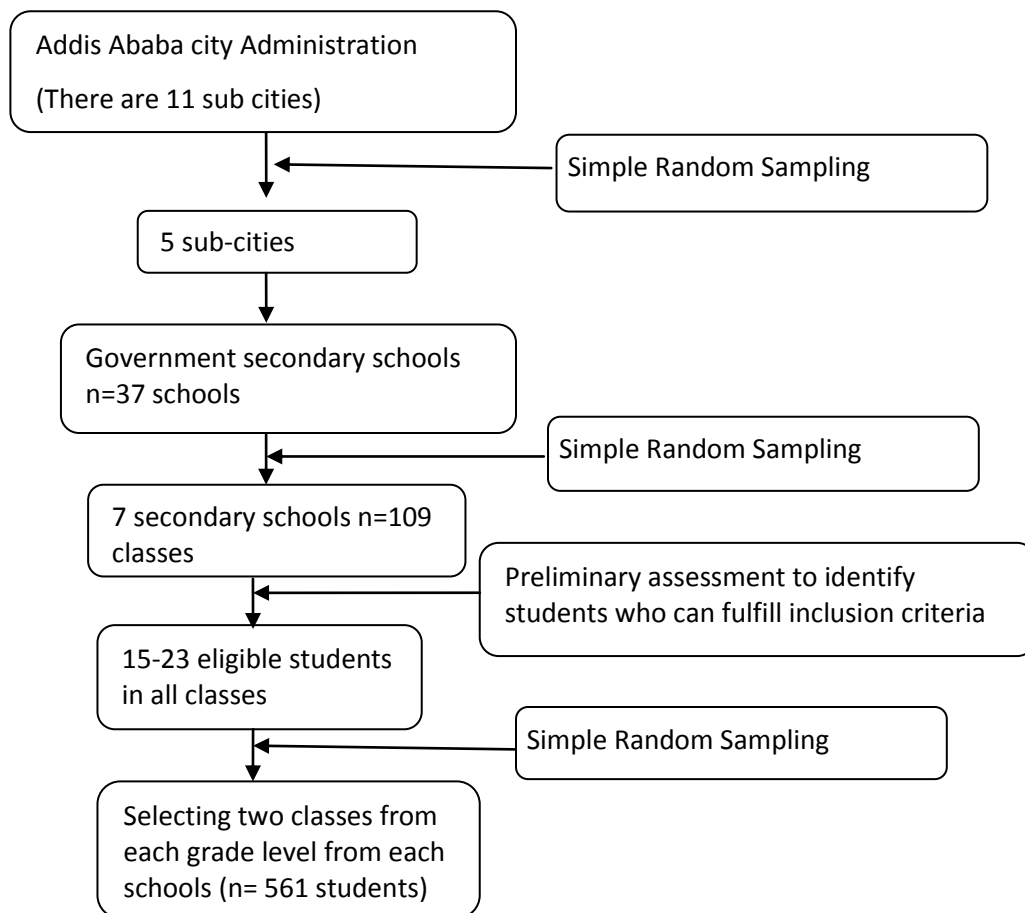 Addis Ababa city Administration
(There are 11 sub cities)
Simple Random Sampling
5 sub-cities
Government secondary schools
n=37 schools
Simple Random Sampling
7 secondary schools n=109
classes
Preliminary assessment to identify
students who can fulfill inclusion criteria
15-23 eligible students
in all classes
Simple Random Sampling
Selecting two classes from
each grade level from each
schools (n= 561 students)